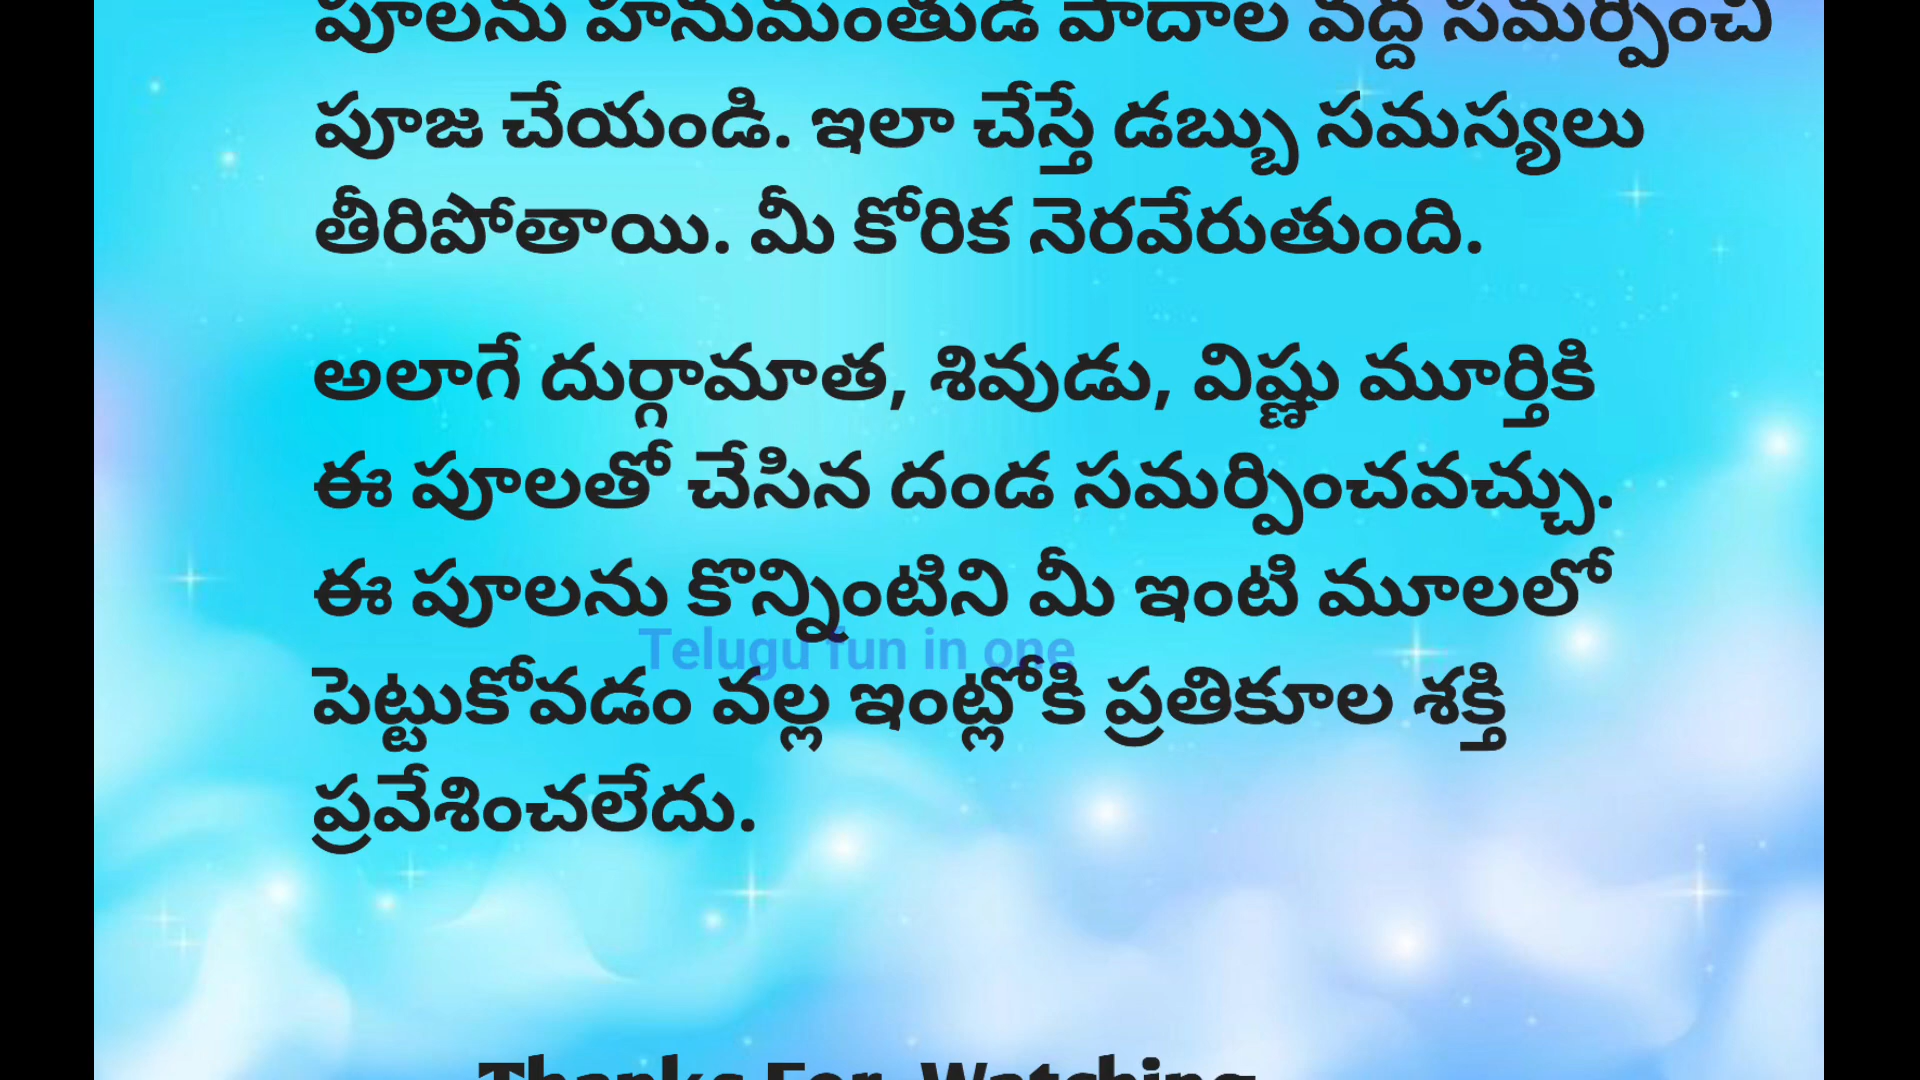 పూలను హనుమంతుడి పాదాల వద్ద సమర్పించి
పూజ చేయండి. ఇలా చేస్తే డబ్బు సమస్యలు
తీరిపోతాయి. మీ కోరిక నెరవేరుతుంది.
అలాగే దుర్గామాత, శివుడు, విష్ణు మూర్తికి
ఈ పూలతో చేసిన దండ సమర్పించవచ్చు.
ఈ పూలను కొన్నింటిని మీ ఇంటి మూలలో
Telugu fun in one
పెట్టుకోవడం వల్ల ఇంట్లోకి ప్రతికూల శక్తి
ప్రవేశించలేదు.
Thanks For Watching